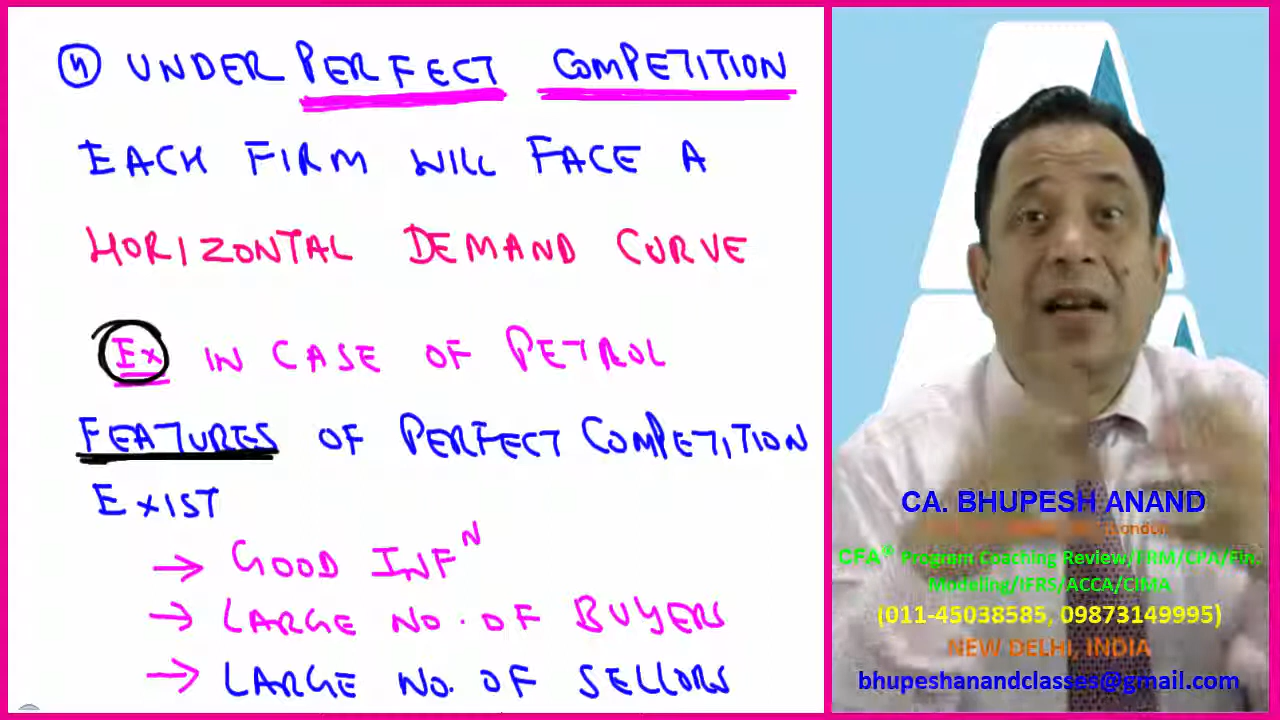 4 UNDER PERFECT COMPETITION
EACH FIRM WILL FACE A
HORIZONTAL DEMAND CURVE
Ex IN CASE OF PETROL
FEATURES OF PERFECT COMPETITION
EXIST
→ GOOD INFN
→ LARGE NO. OF BUYERS
→ LARGE NO. OF SELLORS
CA. BHUPESH ANAND
CFA® Program Coaching Review/FRM/CPA/Fin.
Modeling/IFRS/ACCA/CIMA
(011-45038585, 09873149995)
NEW DELHI, INDIA
bhupeshanandclasses@gmail.com